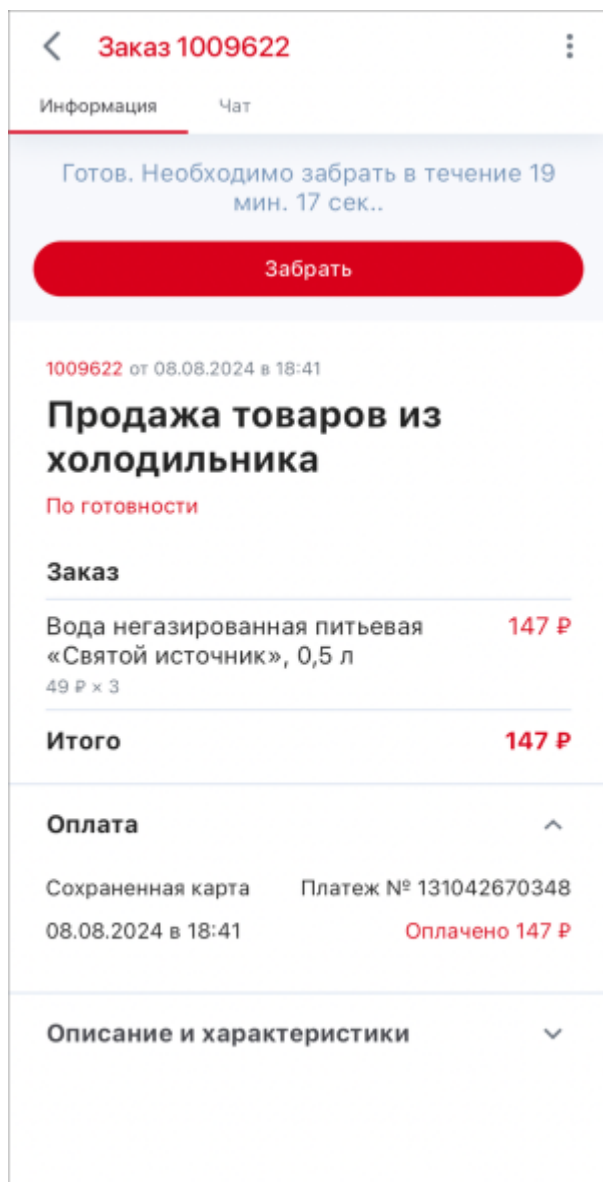 Заказ 1009622
Информация Чат
Готов. Необходимо забрать в течение 19
мин. 17 сек..
Забрать
1009622 от 08.08.2024 в 18:41
Продажа товаров из
холодильника
По готовности
Заказ
Вода негазированная питьевая 147 ₽
«Святой источник», 0,5 л
49 ₽ × 3
Итого 147 ₽
Оплата
Сохраненная карта Платеж № 131042670348
08.08.2024 в 18:41 Оплачено 147 ₽
Описание и характеристики